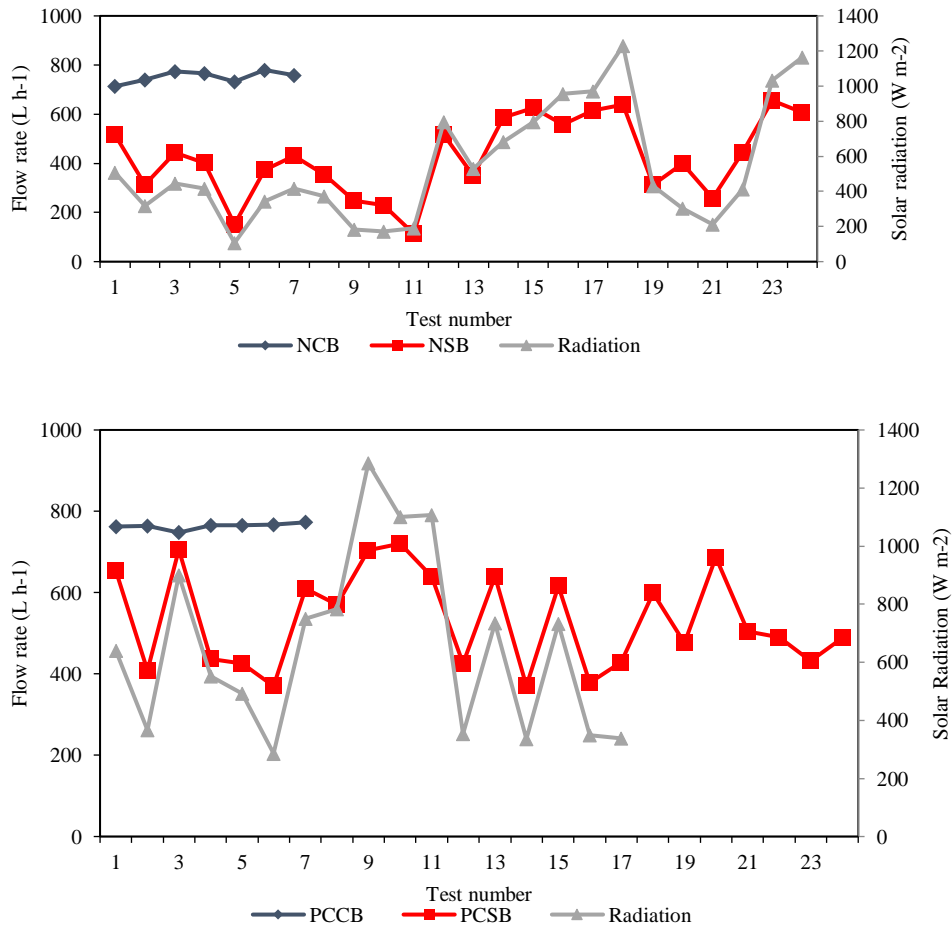 1000
800
600
400
200
0
Flow rate (L h-1)
1400
1200
1000
800
600
400
200
0
Solar radiation (W m-2)
1 3 5 7 9 11 13 15 17 19 21 23
Test number
NCB NSB Radiation
1000
800
600
400
200
0
Flow rate (L h-1)
1400
1200
1000
800
600
400
200
0
Solar Radiation (W m-2)
1 3 5 7 9 11 13 15 17 19 21 23
Test number
PCCB PCSB Radiation